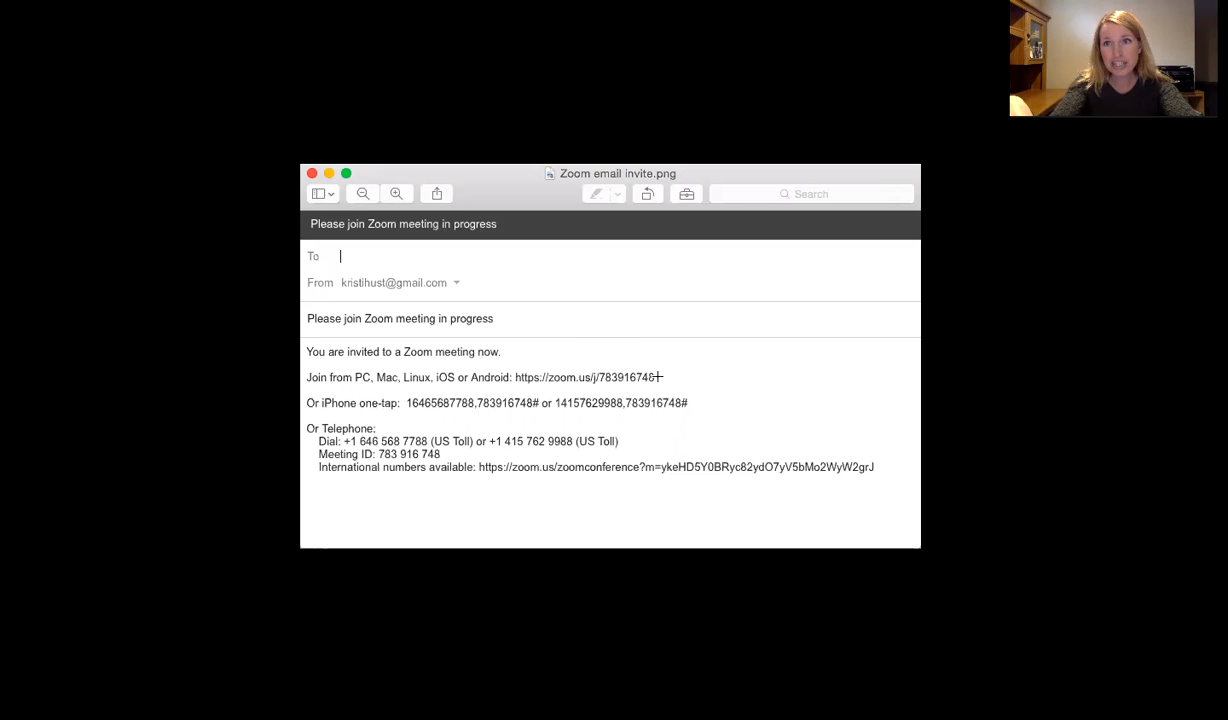 Zoom email invite.png
Search
Please join Zoom meeting in progress
To
From kristihust@gmail.com
Please join Zoom meeting in progress
You are invited to a Zoom meeting now.
Join from PC, Mac, Linux, iOS or Android: https://zoom.us/j/783916748
Or iPhone one-tap: 16465687788,783916748# or 14157629988,783916748#
Or Telephone:
Dial: +1 646 568 7788 (US Toll) or +1 415 762 9988 (US Toll)
Meeting ID: 783 916 748
International numbers available: https://zoom.us/zoomconference?m=ykeHD5Y0BRyc82ydO7yV5bMo2WyW2grJ